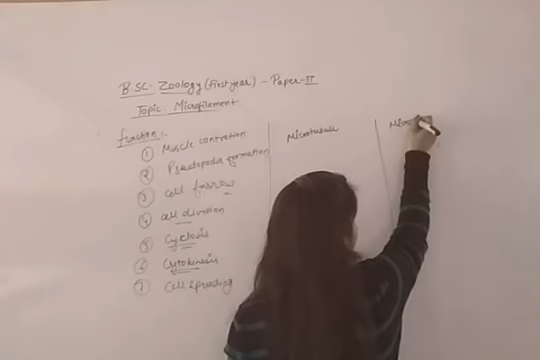 B SC- Zoology (first year) - Paper-II
Topic Microfilament
function:
① Muscle contration
② Pseudopodia formation
③ cell furrow
④ cell division
⑤ Cyclosis
⑥ Cytokinesis
⑦ Cell spreading
Microtubule